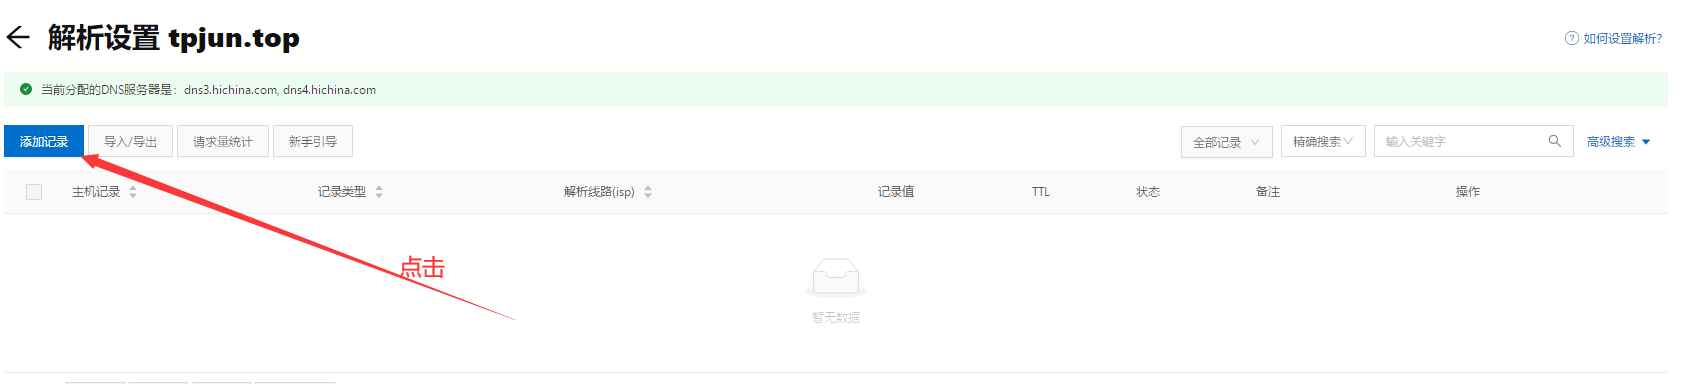 解析设置 tpjun.top
如何设置解析?
当前分配的DNS服务器是: dns3.hichina.com, dns4.hichina.com
添加记录 导入/导出 请求量统计 新手引导 全部记录 精确搜索 输入关键字 高级搜索
主机记录 记录类型 解析线路(isp) 记录值 TTL 状态 备注 操作
点击
暂无数据